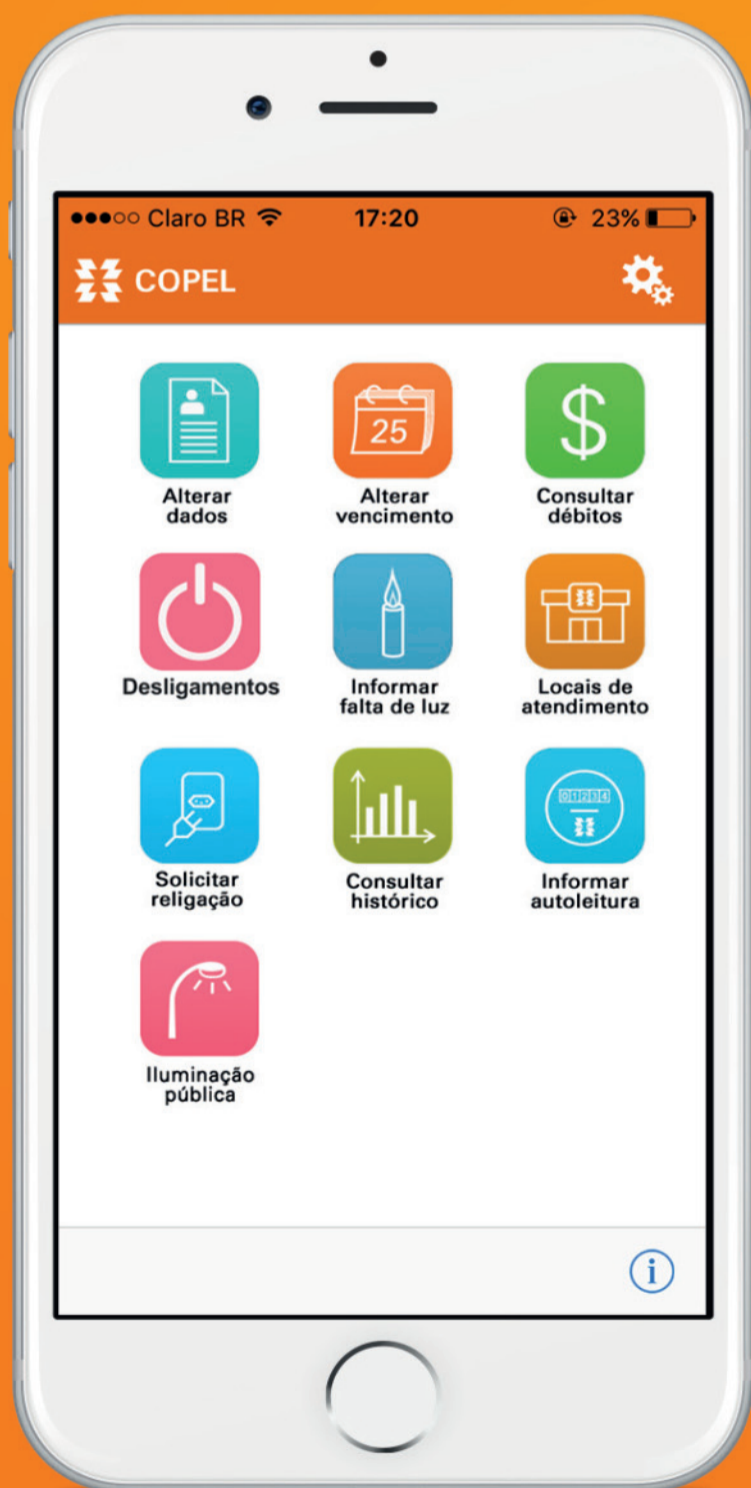 Claro BR
17:20
23%
COPEL
25
Alterar
dados
Alterar
vencimento
$
Consultar
débitos
Desligamentos
Informar
falta de luz
Locais de
atendimento
Solicitar
religação
Consultar
histórico
01234
Informar
autoleitura
Iluminação
pública
i